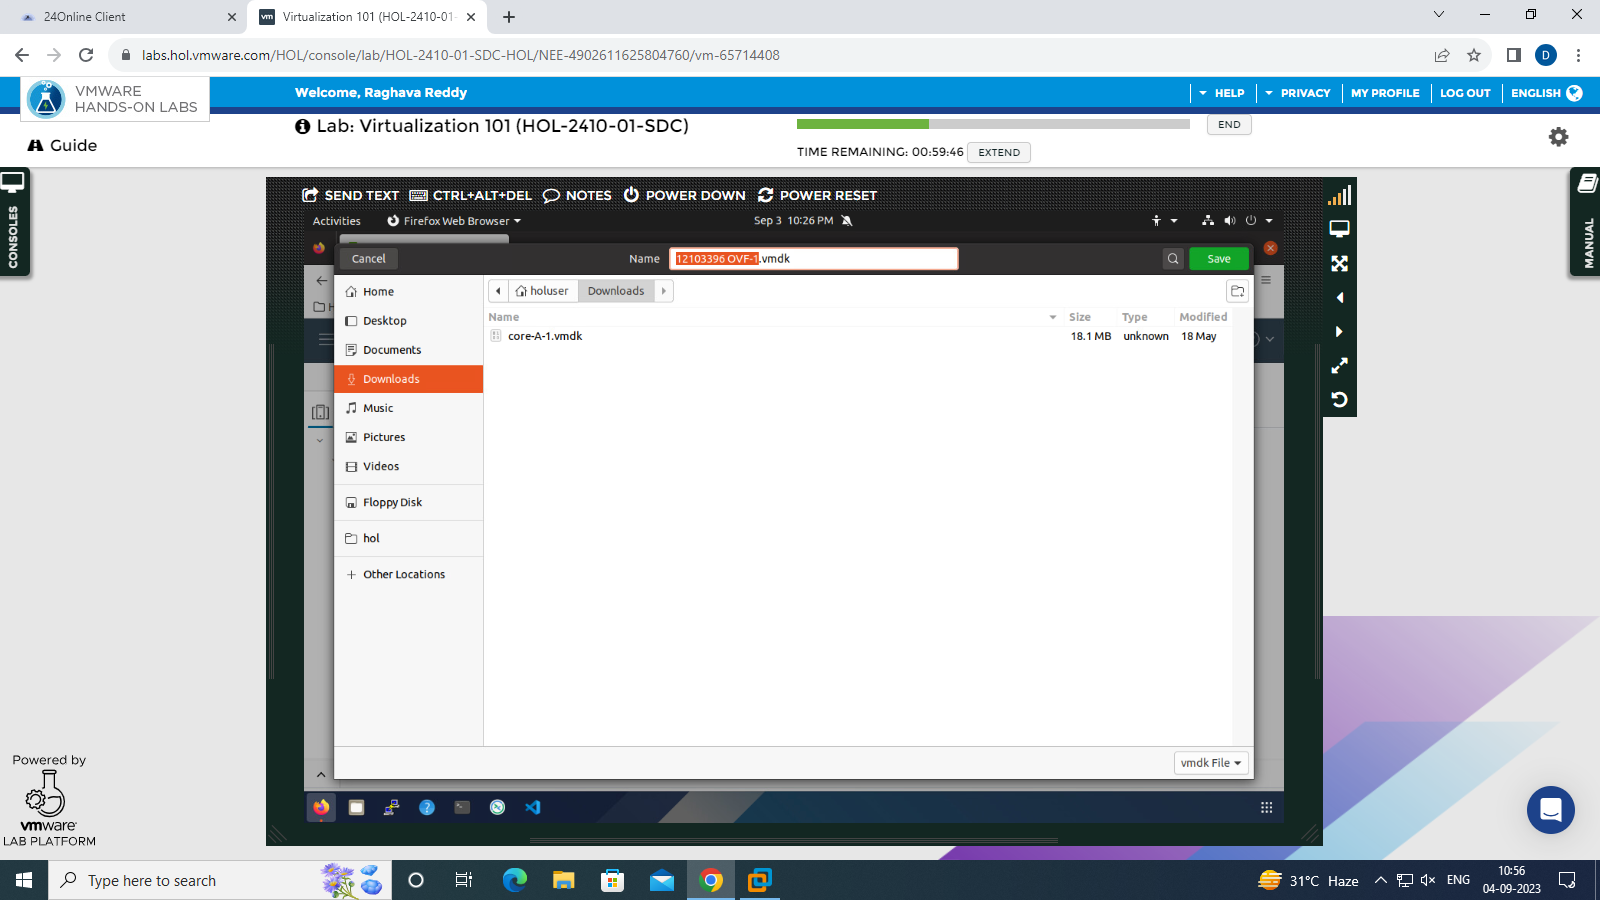 24Online Client
vm
Virtualization 101 (HOL-2410-01-
labs.hol.vmware.com/HOL/console/lab/HOL-2410-01-SDC-HOL/NEE-4902611625804760/vm-65714408
D
VMWARE
HANDS-ON LABS
Welcome, Raghava Reddy
HELP
PRIVACY
MY PROFILE
LOG OUT
ENGLISH
Guide
Lab: Virtualization 101 (HOL-2410-01-SDC)
END
TIME REMAINING: 00:59:46
EXTEND
CONSOLES
MANUAL
SEND TEXT
CTRL+ALT+DEL
NOTES
POWER DOWN
POWER RESET
Activities
Firefox Web Browser
Sep 3 10:26 PM
Cancel
Name
12103396 OVF-1.vmdk
Save
Home
Desktop
Documents
Downloads
Music
Pictures
Videos
Floppy Disk
hol
+ Other Locations
holuser
Downloads
Name
Size
Type
Modified
core-A-1.vmdk
18.1 MB
unknown
18 May
vmdk File
Powered by
vmware
LAB PLATFORM
Type here to search
31°C Haze
ENG
10:56
04-09-2023